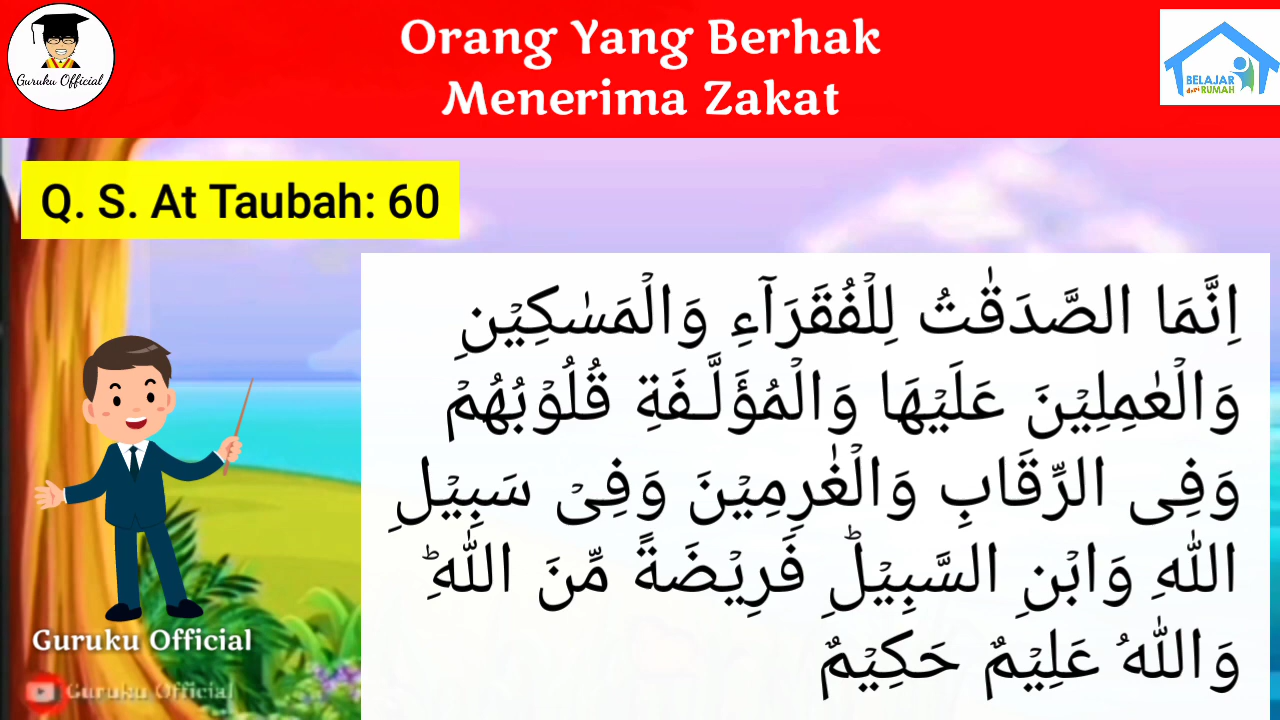 Orang Yang Berhak
Menerima Zakat
Guruku Official
BELAJAR
dari RUMAH
Q. S. At Taubah: 60
اِنَّمَا الصَّدَقٰتُ لِلْفُقَرَآءِ وَالْمَسٰكِيْنِ
وَالْعٰمِلِيْنَ عَلَيْهَا وَالْمُؤَلَّـفَةِ قُلُوْبُهُمْ
وَفِى الرِّقَابِ وَالْغٰرِمِيْنَ وَفِىْ سَبِيْلِ
اللّٰهِ وَابْنِ السَّبِيْلِؕ فَرِيْضَةً مِّنَ اللّٰهِؕ
وَاللّٰهُ عَلِيْمٌ حَكِيْمٌ
Guruku Official
Guruku Official